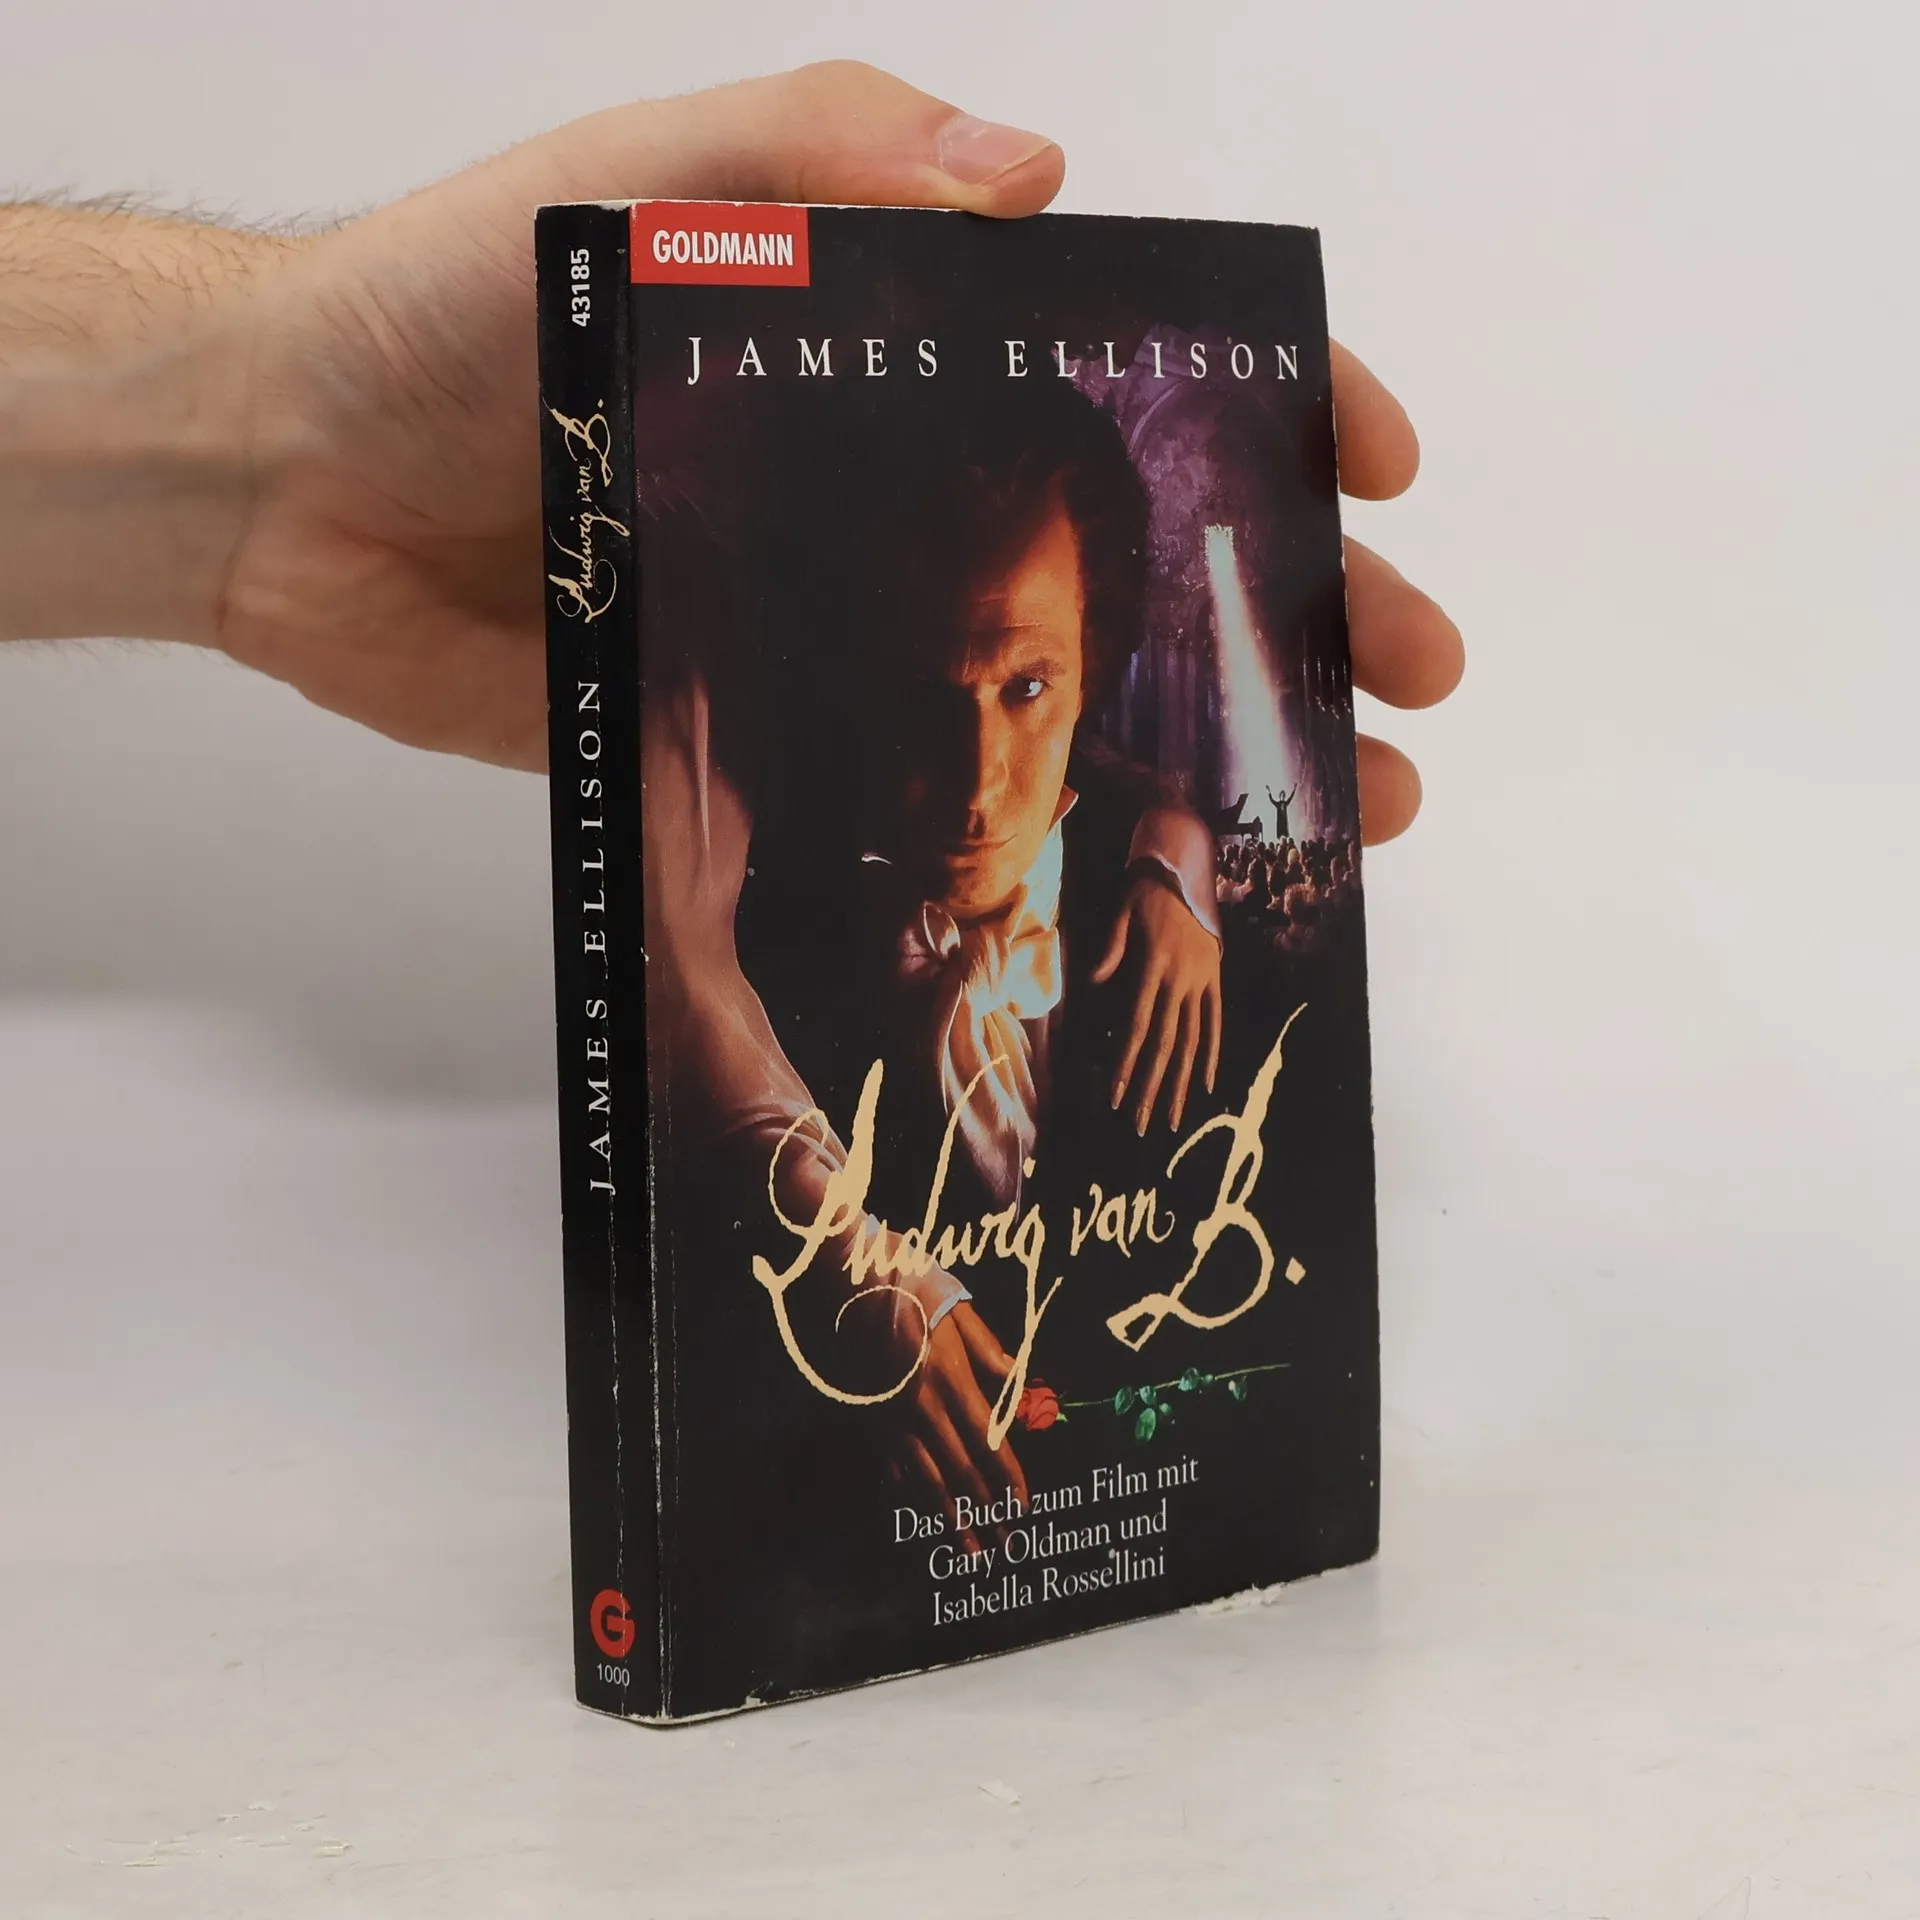 43185
Ludwig van B.
JAMES ELLISON
G
1000
GOLDMANN
JAMES ELLISON
Ludwig van B.
Das Buch zum Film mit
Gary Oldman und
Isabella Rossellini